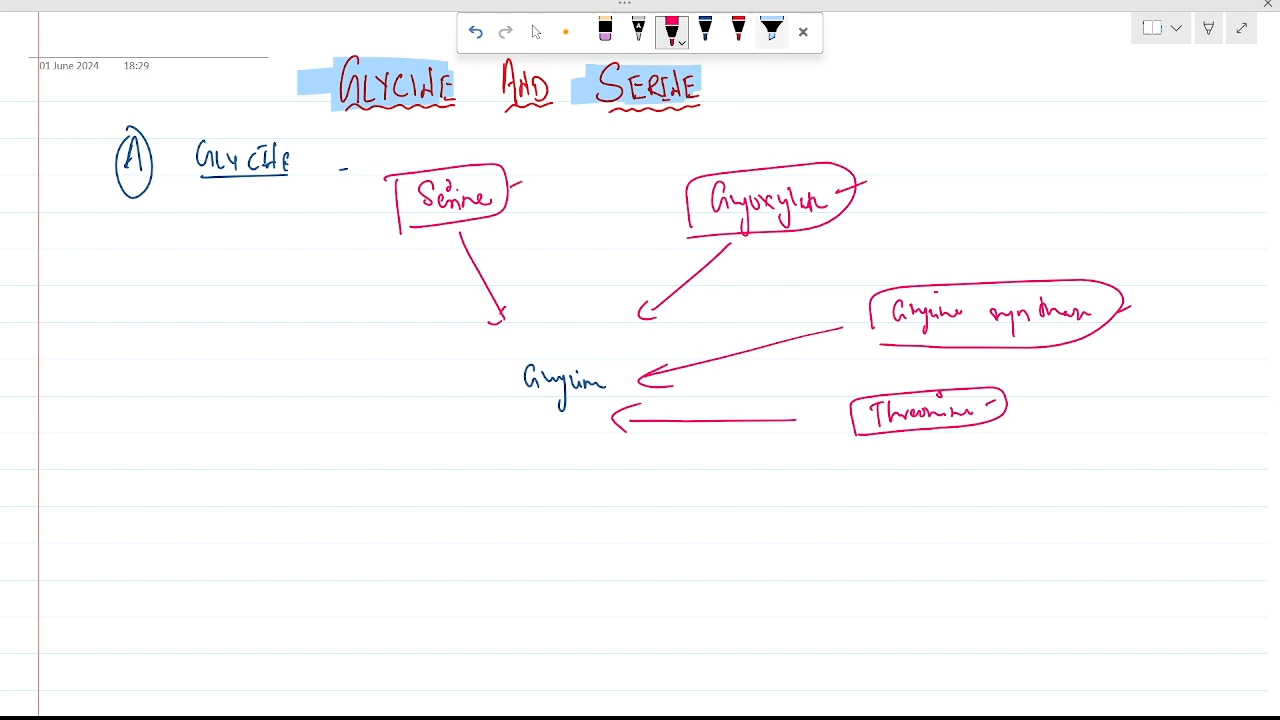 01 June 2024 18:29
GLYCINE AND SERINE
A GLYCINE -
Serine
Glyoxylate
Glycine synthase
Glycine
Threonine